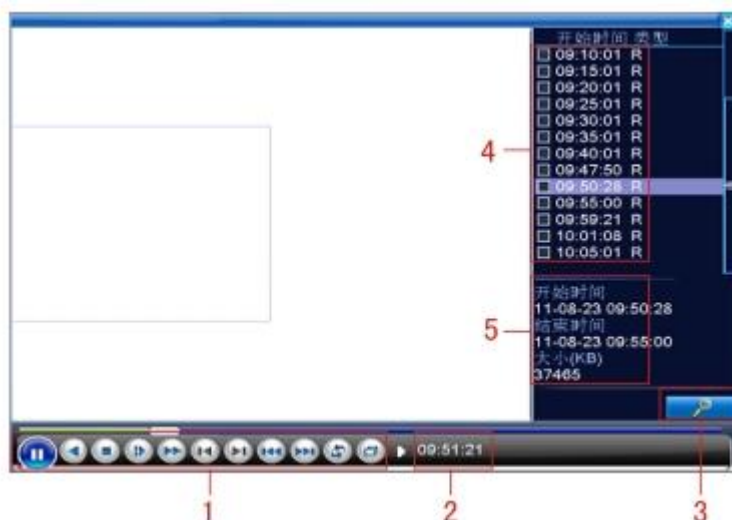 开始时间 类型
09:10:01 R
09:15:01 R
09:20:01 R
09:25:01 R
09:30:01 R
09:35:01 R
09:40:01 R
09:47:50 R
09:50:28 R
09:55:00 R
09:59:21 R
10:01:08 R
10:05:01 R
4
开始时间
11-08-23 09:50:28
结束时间
11-08-23 09:55:00
大小(KB)
37465
5
09:51:21
1
2
3